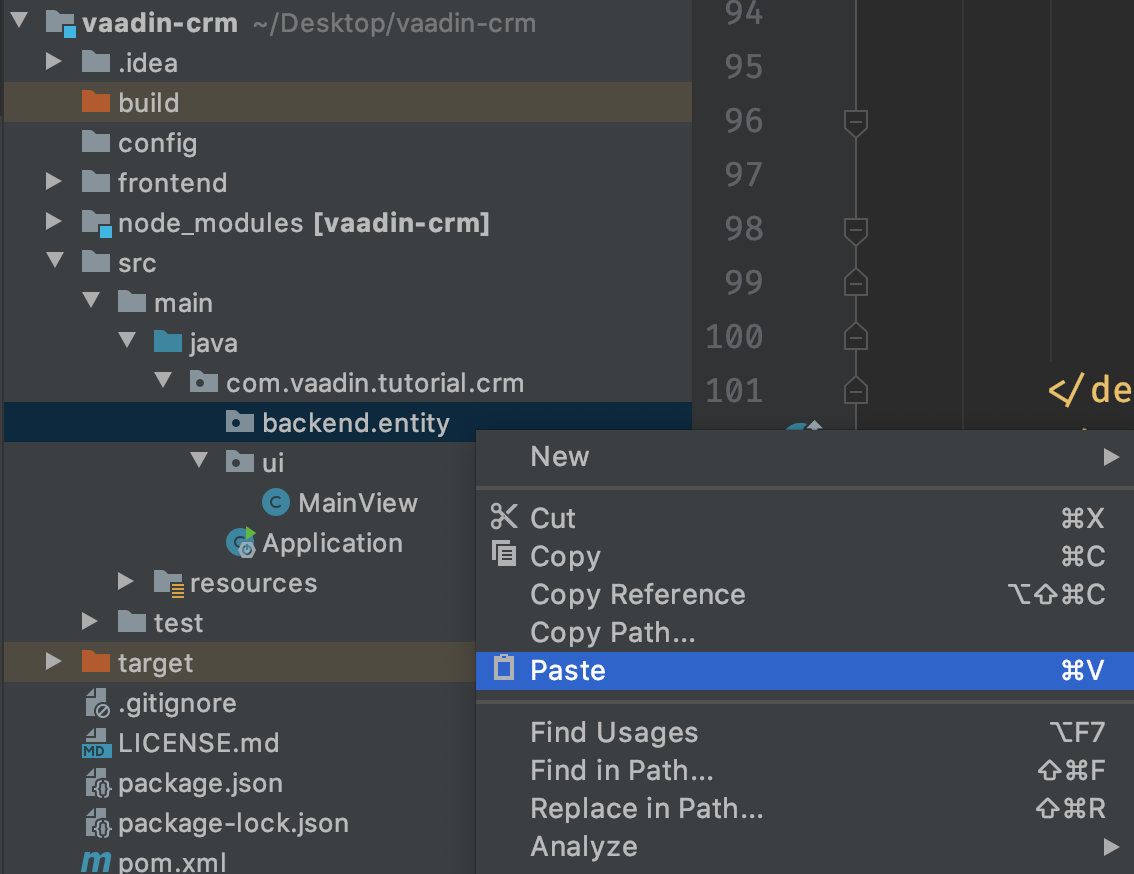 vaadin-crm ~/Desktop/vaadin-crm
.idea
build
config
frontend
node_modules [vaadin-crm]
src
main
java
com.vaadin.tutorial.crm
backend.entity
ui
C MainView
Application
resources
test
target
.gitignore
MD LICENSE.md
package.json
package-lock.json
m pom.xml
94
95
96
97
98
99
100
101 </de
New
Cut ⌘X
Copy ⌘C
Copy Reference ⌥⇧⌘C
Copy Path...
Paste ⌘V
Find Usages ⌥F7
Find in Path... ⇧⌘F
Replace in Path... ⇧⌘R
Analyze